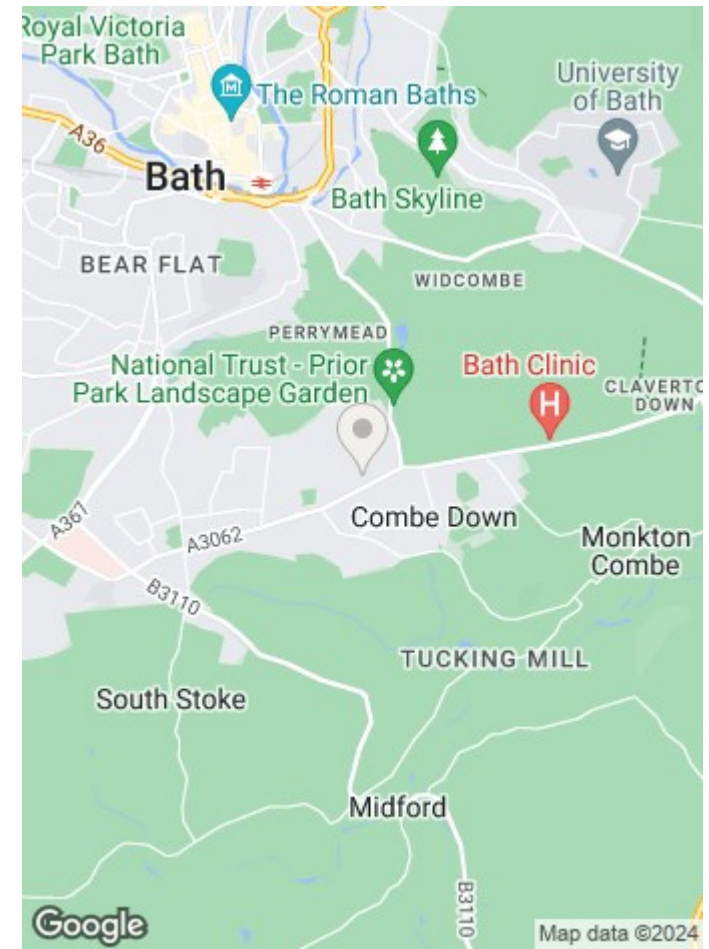 Royal Victoria
Park Bath
University
of Bath
The Roman Baths
A36
Bath
Bath Skyline
BEAR FLAT
WIDCOMBE
PERRYMEAD
National Trust - Prior
Park Landscape Garden
Bath Clinic
H
CLAVERTO
DOWN
A367
A3062
Combe Down
Monkton
Combe
B3110
TUCKING MILL
South Stoke
Midford
B3110
Google
Map data ©2024